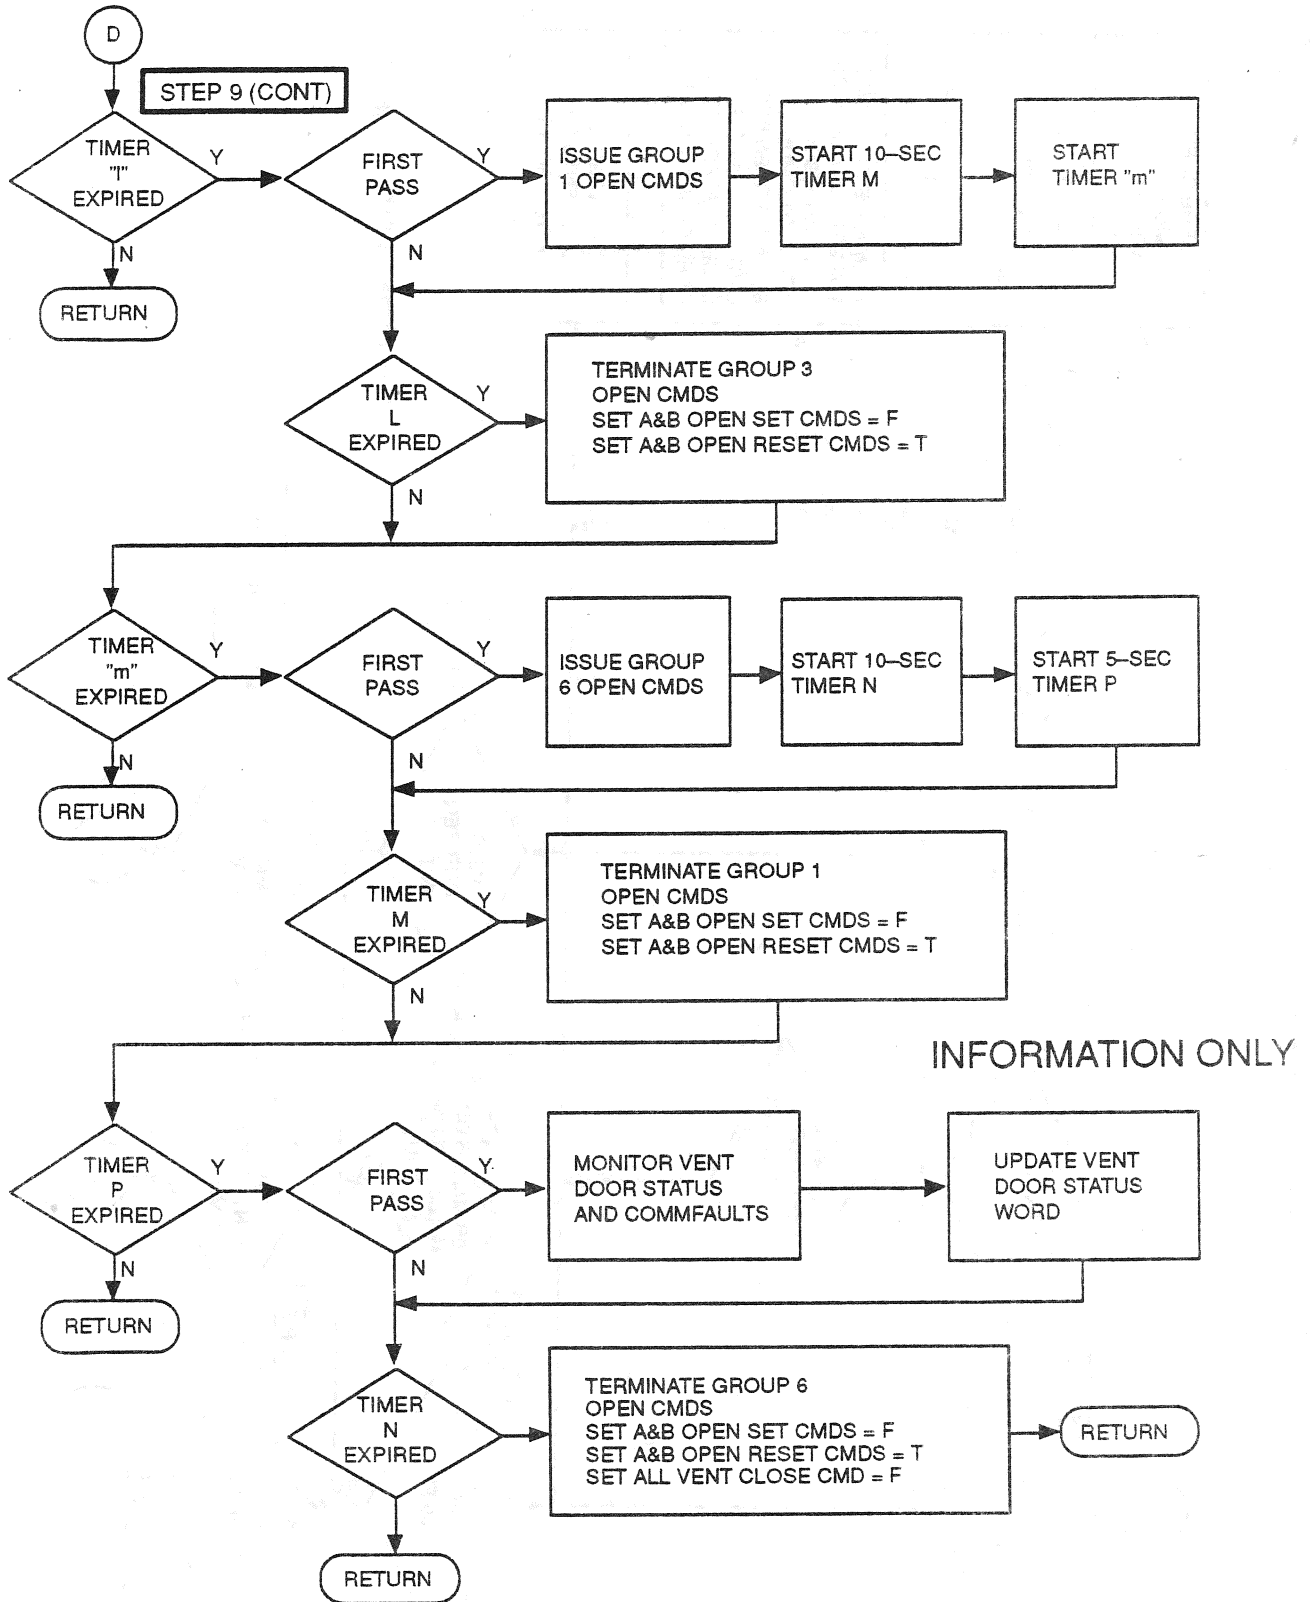 D
STEP 9 (CONT)
TIMER
"l"
EXPIRED
Y
N
RETURN
FIRST
PASS
Y
N
ISSUE GROUP
1 OPEN CMDS
START 10–SEC
TIMER M
START
TIMER "m"
TIMER
L
EXPIRED
Y
N
TERMINATE GROUP 3
OPEN CMDS
SET A&B OPEN SET CMDS = F
SET A&B OPEN RESET CMDS = T
TIMER
"m"
EXPIRED
Y
N
RETURN
FIRST
PASS
Y
N
ISSUE GROUP
6 OPEN CMDS
START 10–SEC
TIMER N
START 5–SEC
TIMER P
TIMER
M
EXPIRED
Y
N
TERMINATE GROUP 1
OPEN CMDS
SET A&B OPEN SET CMDS = F
SET A&B OPEN RESET CMDS = T
INFORMATION ONLY
TIMER
P
EXPIRED
Y
N
RETURN
FIRST
PASS
Y
N
MONITOR VENT
DOOR STATUS
AND COMMFAULTS
UPDATE VENT
DOOR STATUS
WORD
TIMER
N
EXPIRED
TERMINATE GROUP 6
OPEN CMDS
SET A&B OPEN SET CMDS = F
SET A&B OPEN RESET CMDS = T
SET ALL VENT CLOSE CMD = F
RETURN
RETURN